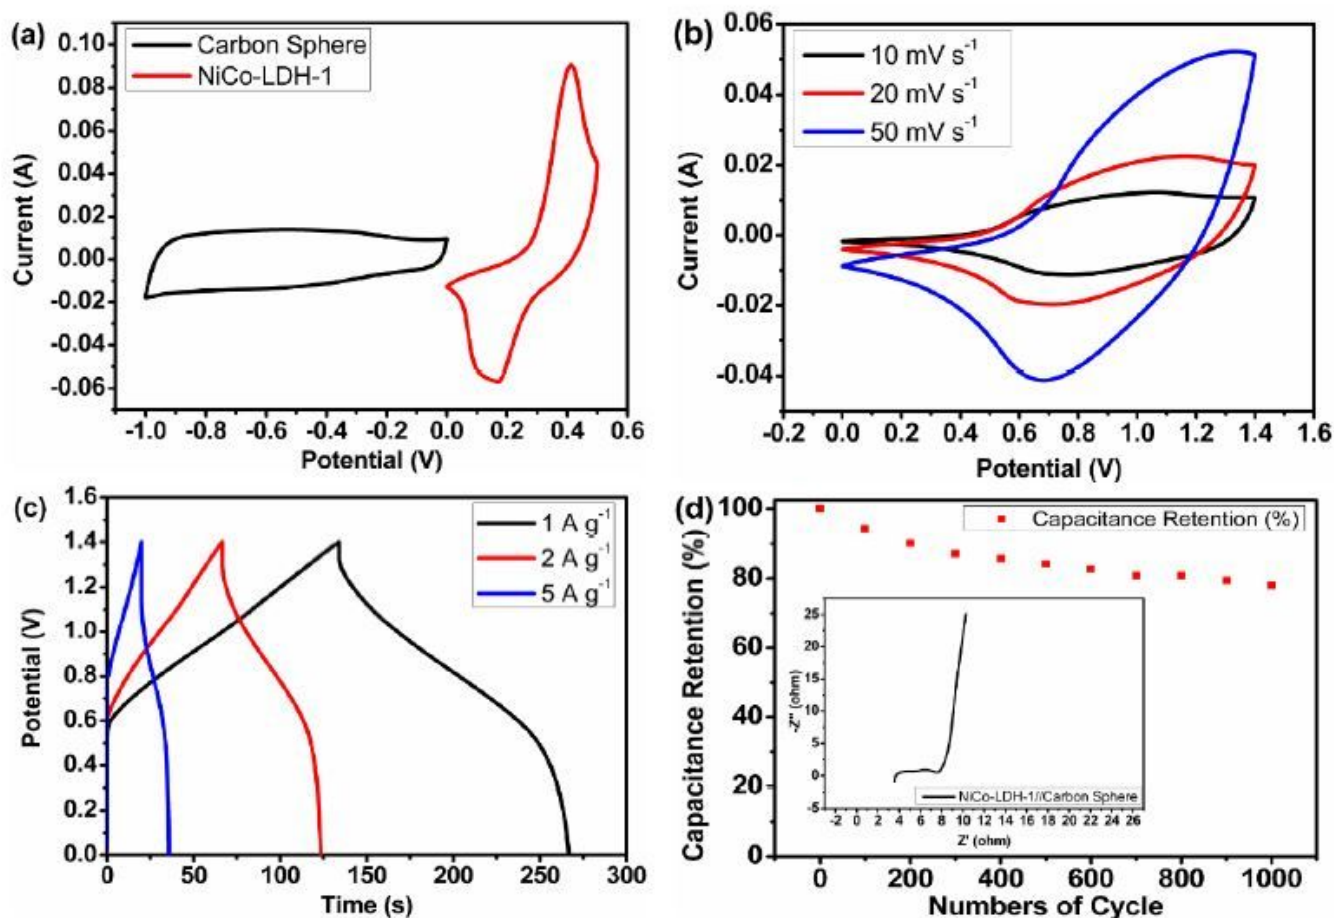 (a)
Carbon Sphere
NiCo-LDH-1
Current (A)
0.10
0.08
0.06
0.04
0.02
0.00
-0.02
-0.04
-0.06
-1.0 -0.8 -0.6 -0.4 -0.2 0.0 0.2 0.4 0.6
Potential (V)
(b)
10 mV s⁻¹
20 mV s⁻¹
50 mV s⁻¹
Current (A)
0.06
0.04
0.02
0.00
-0.02
-0.04
-0.2 0.0 0.2 0.4 0.6 0.8 1.0 1.2 1.4 1.6
Potential (V)
(c)
1 A g⁻¹
2 A g⁻¹
5 A g⁻¹
Potential (V)
1.6
1.4
1.2
1.0
0.8
0.6
0.4
0.2
0.0
0 50 100 150 200 250 300
Time (s)
(d)
Capacitance Retention (%)
Capacitance Retention (%)
100
80
60
40
20
0
0 200 400 600 800 1000
Numbers of Cycle
-Z'' (ohm)
25
20
15
10
5
0
-5
NiCo-LDH-1//Carbon Sphere
-2 0 2 4 6 8 10 12 14 16 18 20 22 24 26
Z' (ohm)